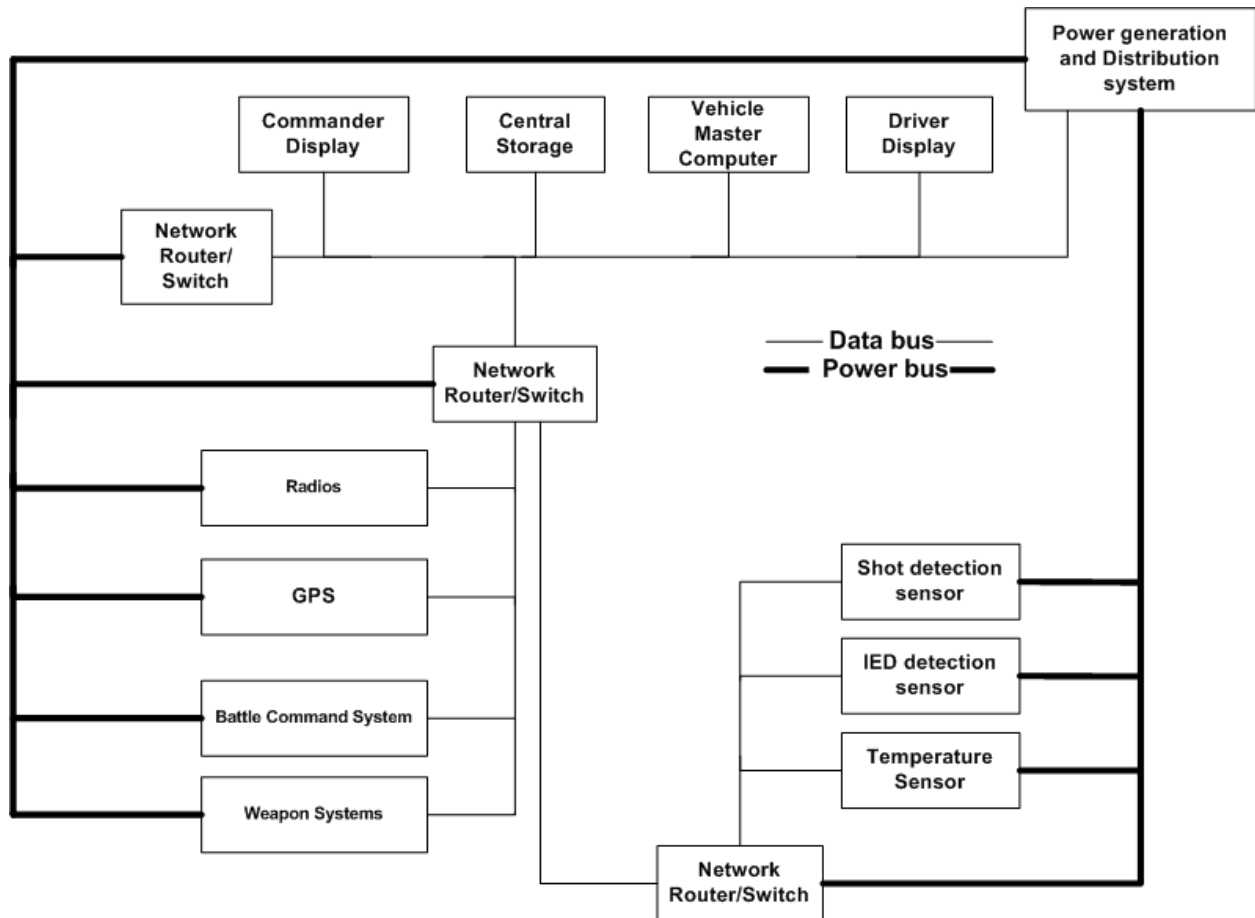 Power generation
and Distribution
system
Commander
Display
Central
Storage
Vehicle
Master
Computer
Driver
Display
Network
Router/
Switch
Data bus
Power bus
Network
Router/Switch
Radios
GPS
Battle Command System
Weapon Systems
Shot detection
sensor
IED detection
sensor
Temperature
Sensor
Network
Router/Switch